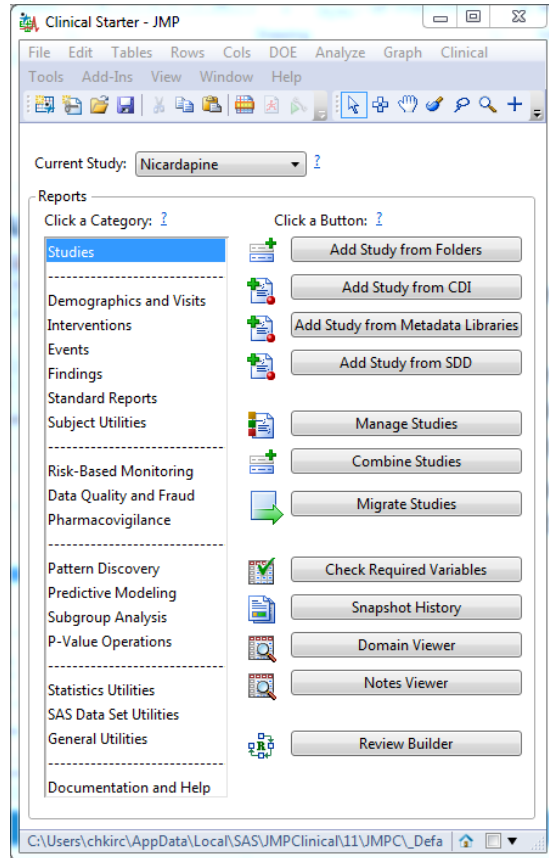 Clinical Starter - JMP
File Edit Tables Rows Cols DOE Analyze Graph Clinical
Tools Add-Ins View Window Help
Current Study: Nicardapine ?
Reports
Click a Category: ? Click a Button: ?
Studies
Demographics and Visits
Interventions
Events
Findings
Standard Reports
Subject Utilities
Risk-Based Monitoring
Data Quality and Fraud
Pharmacovigilance
Pattern Discovery
Predictive Modeling
Subgroup Analysis
P-Value Operations
Statistics Utilities
SAS Data Set Utilities
General Utilities
Documentation and Help
Add Study from Folders
Add Study from CDI
Add Study from Metadata Libraries
Add Study from SDD
Manage Studies
Combine Studies
Migrate Studies
Check Required Variables
Snapshot History
Domain Viewer
Notes Viewer
Review Builder
C:\Users\chkirc\AppData\Local\SAS\JMPClinical\11\JMPC\_Defa